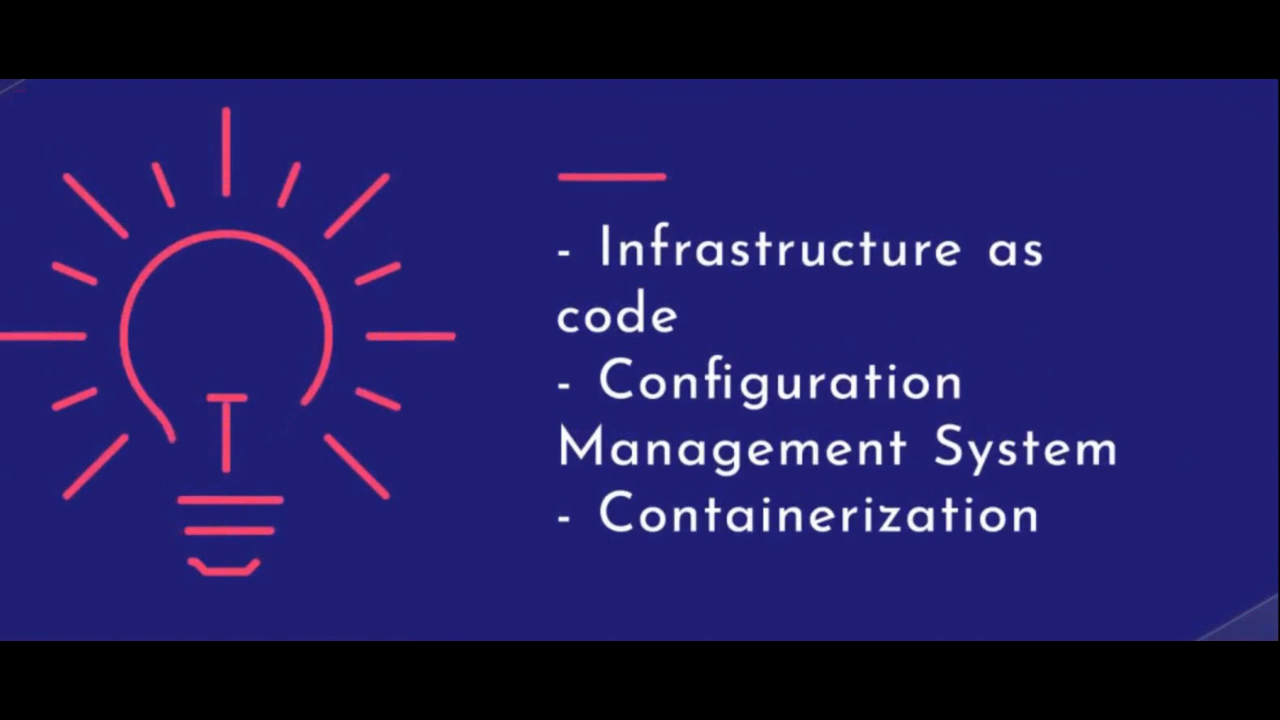 - Infrastructure as
code
- Configuration
Management System
- Containerization